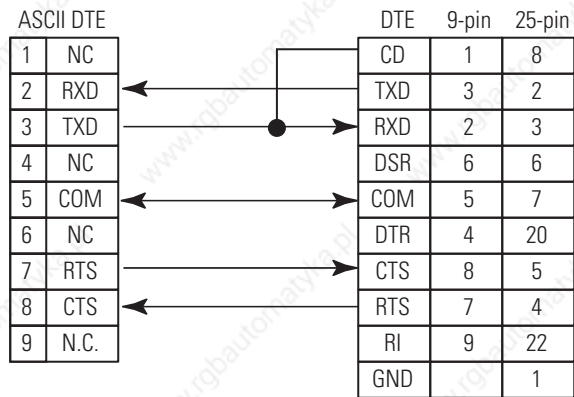 ASCII DTE DTE 9-pin 25-pin
1 NC CD 1 8
2 RXD TXD 3 2
3 TXD RXD 2 3
4 NC DSR 6 6
5 COM COM 5 7
6 NC DTR 4 20
7 RTS CTS 8 5
8 CTS RTS 7 4
9 N.C. RI 9 22
GND 1